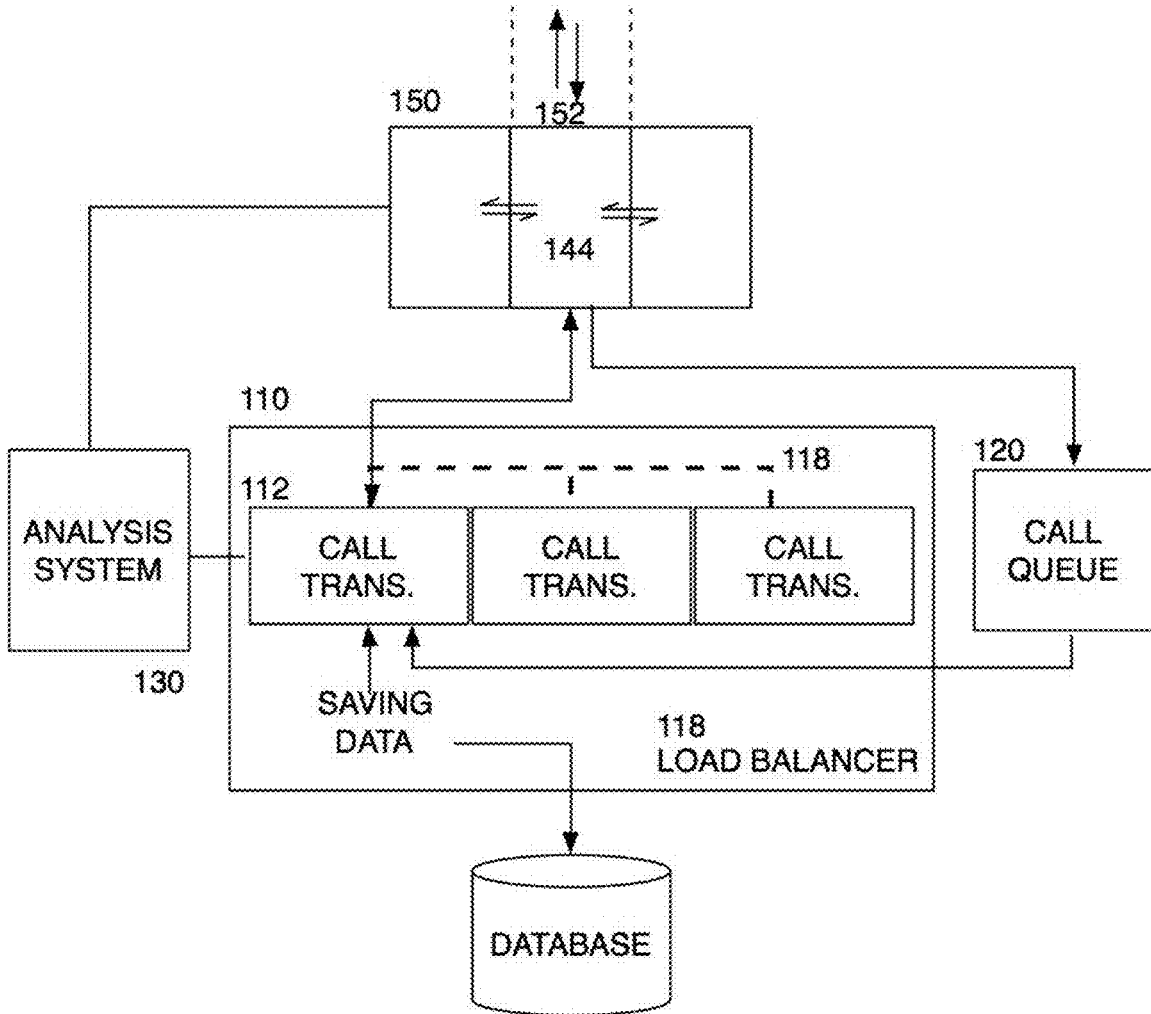 150
152
144
110
118
120
112
ANALYSIS
SYSTEM
CALL
TRANS.
CALL
TRANS.
CALL
TRANS.
CALL
QUEUE
130
SAVING
DATA
118
LOAD BALANCER
DATABASE